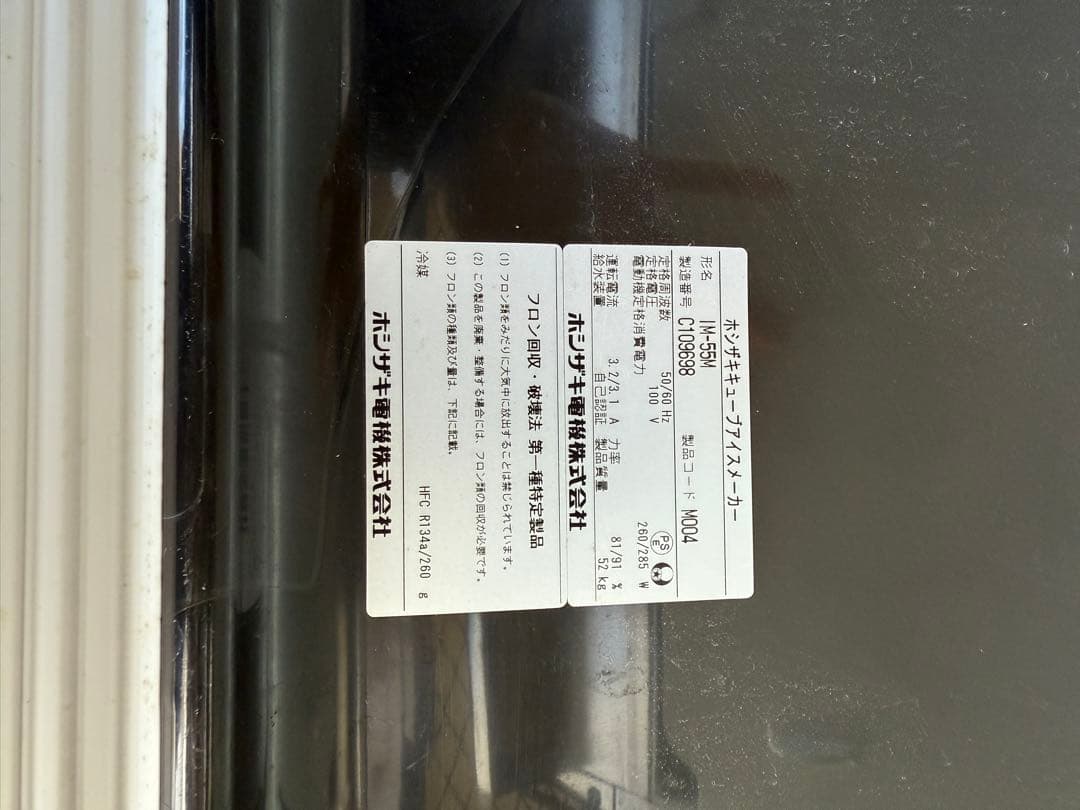 ホシザキキューブアイスメーカー
形名 IM-55M
製造番号 C109698 製品コード M004
定格周波数 50/60 Hz
定格電圧 100 V
電動機定格消費電力 260/285 W
運転電流 3.2/3.1 A 力率 81/91 %
給水装置 自己認証 製品質量 52 kg
ホシザキ電機株式会社
フロン回収・破壊法 第一種特定製品
(1) フロン類をみだりに大気中に放出することは禁じられています。
(2) この製品を廃棄・整備する場合には、フロン類の回収が必要です。
(3) フロン類の種類及び量は、下記に記載。
冷媒 HFC R134a/260 g
ホシザキ電機株式会社